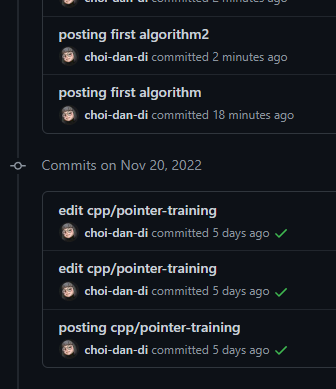 choi-dan-di committed 2 minutes ago
posting first algorithm2
choi-dan-di committed 2 minutes ago
posting first algorithm
choi-dan-di committed 18 minutes ago
Commits on Nov 20, 2022
edit cpp/pointer-training
choi-dan-di committed 5 days ago
edit cpp/pointer-training
choi-dan-di committed 5 days ago
posting cpp/pointer-training
choi-dan-di committed 5 days ago